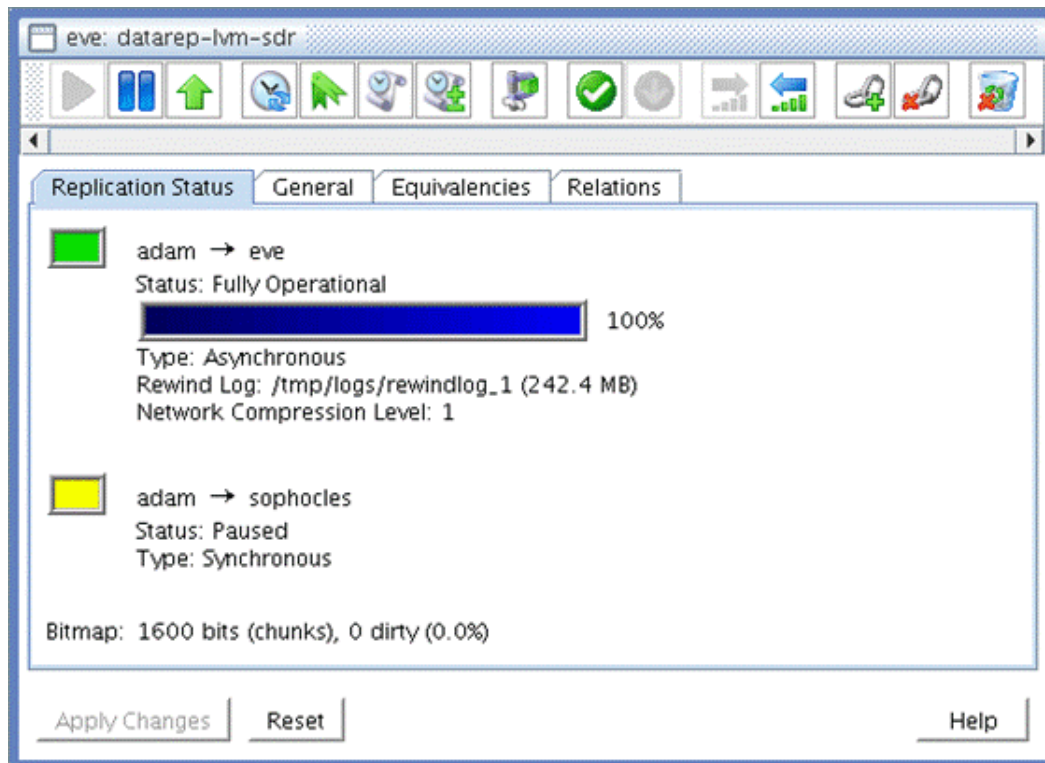 eve: datarep-lvm-sdr
Replication Status General Equivalencies Relations
adam → eve
Status: Fully Operational
100%
Type: Asynchronous
Rewind Log: /tmp/logs/rewindlog_1 (242.4 MB)
Network Compression Level: 1
adam → sophocles
Status: Paused
Type: Synchronous
Bitmap: 1600 bits (chunks), 0 dirty (0.0%)
Apply Changes Reset Help